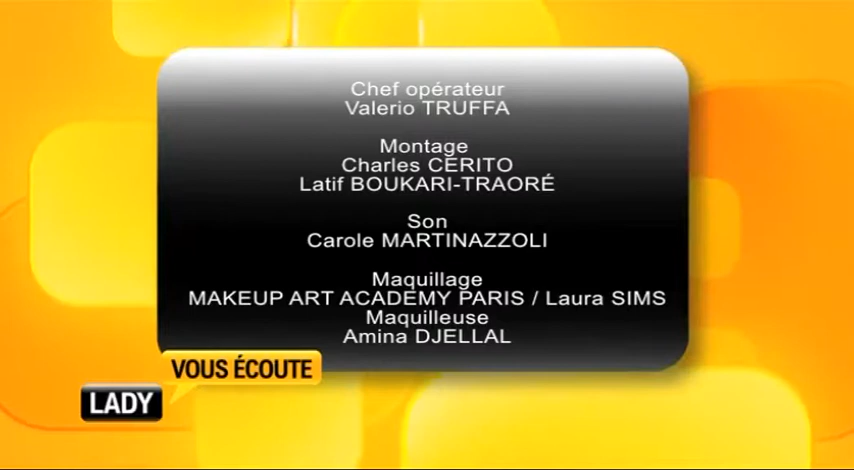 Chef opérateur
Valerio TRUFFA
Montage
Charles CERITO
Latif BOUKARI-TRAORÉ
Son
Carole MARTINAZZOLI
Maquillage
MAKEUP ART ACADEMY PARIS / Laura SIMS
Maquilleuse
Amina DJELLAL
VOUS ÉCOUTE
LADY